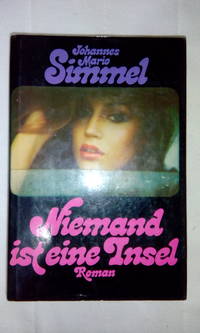 Johannes
Mario
Simmel
Niemand
ist eine Insel
Roman